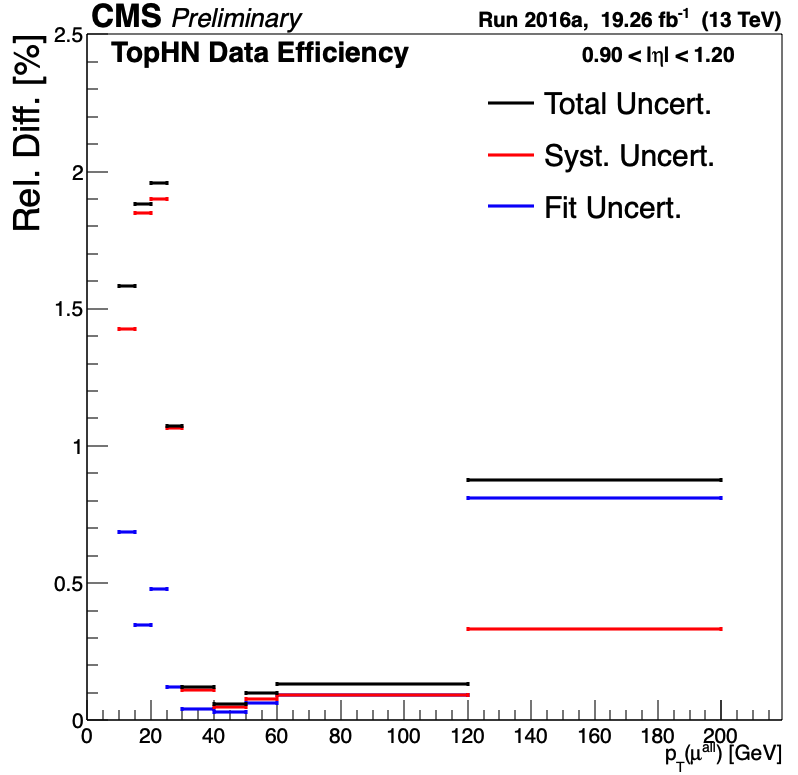 CMS Preliminary
Run 2016a, 19.26 fb⁻¹ (13 TeV)
TopHN Data Efficiency
0.90 < |η| < 1.20
Total Uncert.
Syst. Uncert.
Fit Uncert.
Rel. Diff. [%]
2.5
2
1.5
1
0.5
0
0 20 40 60 80 100 120 140 160 180 200
p_T(μ^all) [GeV]